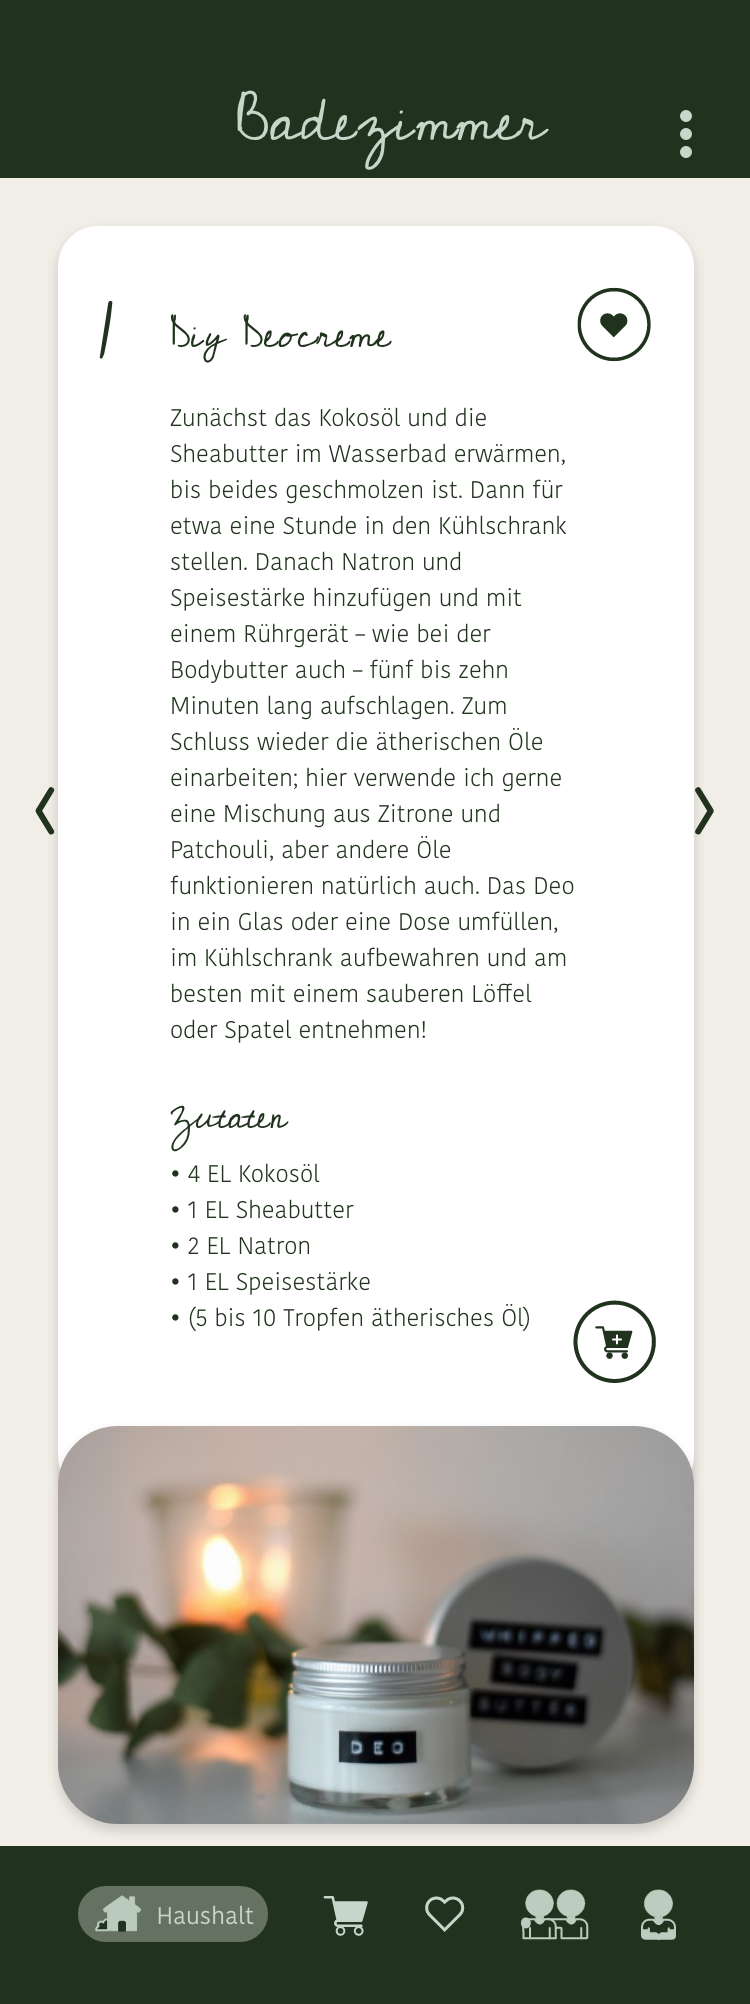 Badezimmer
1 Diy Deocreme
Zunächst das Kokosöl und die
Sheabutter im Wasserbad erwärmen,
bis beides geschmolzen ist. Dann für
etwa eine Stunde in den Kühlschrank
stellen. Danach Natron und
Speisestärke hinzufügen und mit
einem Rührgerät – wie bei der
Bodybutter auch – fünf bis zehn
Minuten lang aufschlagen. Zum
Schluss wieder die ätherischen Öle
einarbeiten; hier verwende ich gerne
eine Mischung aus Zitrone und
Patchouli, aber andere Öle
funktionieren natürlich auch. Das Deo
in ein Glas oder eine Dose umfüllen,
im Kühlschrank aufbewahren und am
besten mit einem sauberen Löffel
oder Spatel entnehmen!
Zutaten
• 4 EL Kokosöl
• 1 EL Sheabutter
• 2 EL Natron
• 1 EL Speisestärke
• (5 bis 10 Tropfen ätherisches Öl)
WHIPPED
BODY
BUTTER
DEO
Haushalt